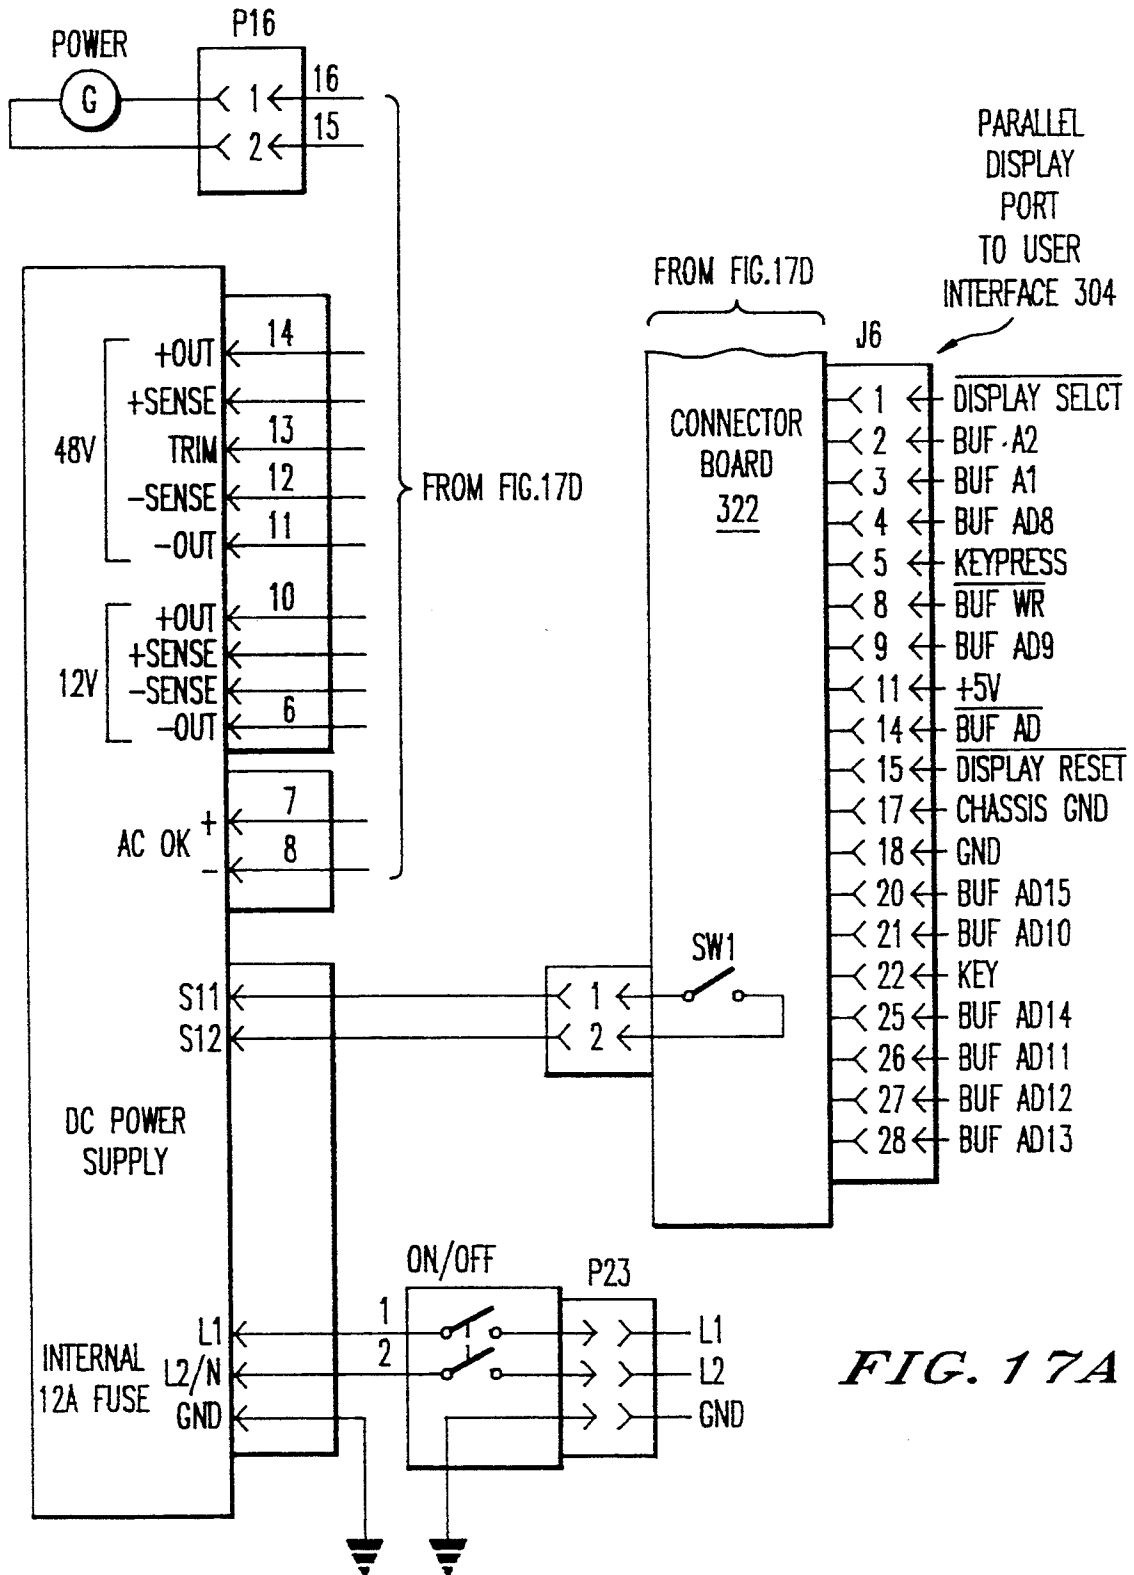 P16
POWER
G
1
16
2
15
FROM FIG.17D
48V
+OUT
14
+SENSE
TRIM
13
-SENSE
12
-OUT
11
12V
+OUT
10
+SENSE
-SENSE
-OUT
6
AC OK
+
7
-
8
S11
S12
DC POWER
SUPPLY
INTERNAL
12A FUSE
L1
L2/N
GND
1
2
ON/OFF
P23
L1
L2
GND
1
2
SW1
FROM FIG.17D
CONNECTOR
BOARD
322
PARALLEL
DISPLAY
PORT
TO USER
INTERFACE 304
J6
1 DISPLAY SELCT
2 BUF A2
3 BUF A1
4 BUF AD8
5 KEYPRESS
8 BUF WR
9 BUF AD9
11 +5V
14 BUF AD
15 DISPLAY RESET
17 CHASSIS GND
18 GND
20 BUF AD15
21 BUF AD10
22 KEY
25 BUF AD14
26 BUF AD11
27 BUF AD12
28 BUF AD13
FIG. 17A